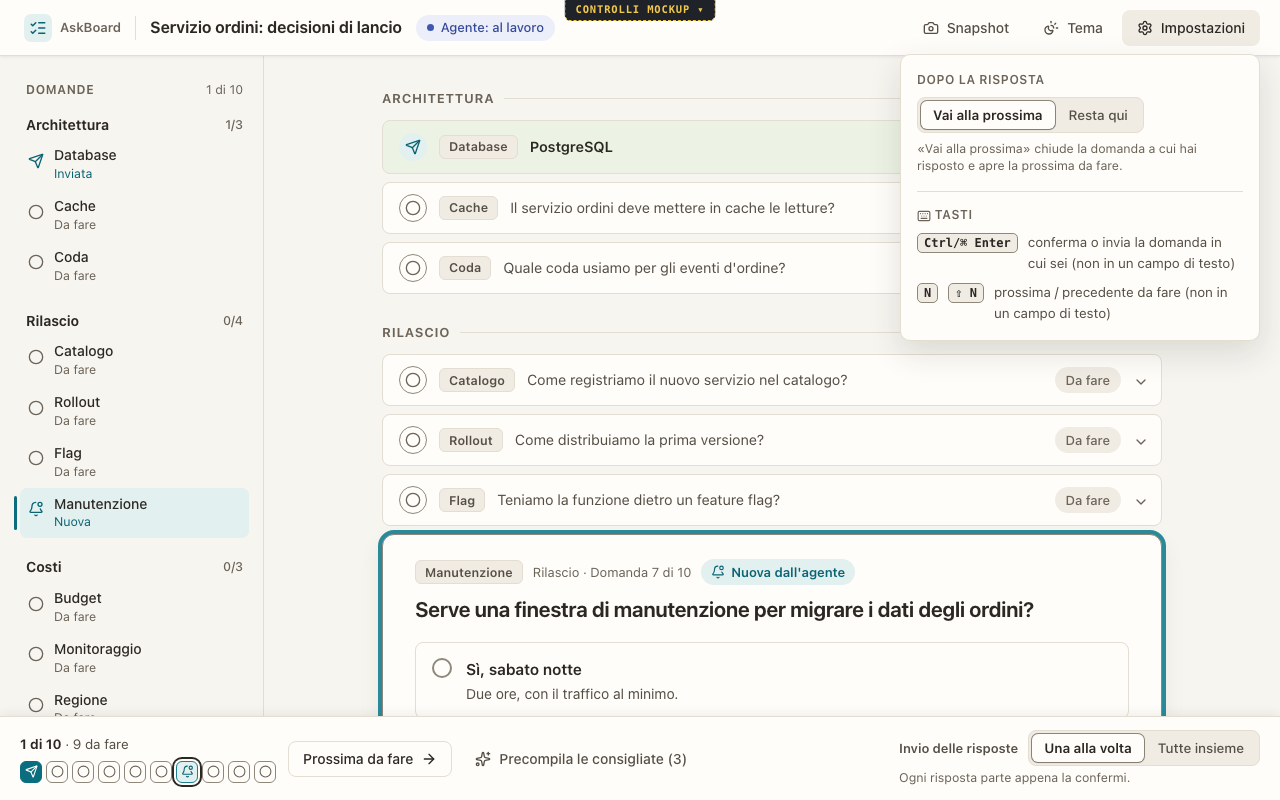 CONTROLLI MOCKUP ▾
AskBoard
Servizio ordini: decisioni di lancio
Agente: al lavoro
Snapshot
Tema
Impostazioni
DOMANDE
1 di 10
Architettura
1/3
Database
Inviata
Cache
Da fare
Coda
Da fare
Rilascio
0/4
Catalogo
Da fare
Rollout
Da fare
Flag
Da fare
Manutenzione
Nuova
Costi
0/3
Budget
Da fare
Monitoraggio
Da fare
Regione
Da fare
ARCHITETTURA
Database
PostgreSQL
Cache
Il servizio ordini deve mettere in cache le letture?
Coda
Quale coda usiamo per gli eventi d'ordine?
RILASCIO
Catalogo
Come registriamo il nuovo servizio nel catalogo?
Da fare
Rollout
Come distribuiamo la prima versione?
Da fare
Flag
Teniamo la funzione dietro un feature flag?
Da fare
Manutenzione
Rilascio · Domanda 7 di 10
Nuova dall'agente
Serve una finestra di manutenzione per migrare i dati degli ordini?
Sì, sabato notte
Due ore, con il traffico al minimo.
DOPO LA RISPOSTA
Vai alla prossima
Resta qui
«Vai alla prossima» chiude la domanda a cui hai
risposto e apre la prossima da fare.
TASTI
Ctrl/⌘ Enter
conferma o invia la domanda in
cui sei (non in un campo di testo)
N
⇧ N
prossima / precedente da fare (non in
un campo di testo)
1 di 10 · 9 da fare
Prossima da fare
Precompila le consigliate (3)
Invio delle risposte
Una alla volta
Tutte insieme
Ogni risposta parte appena la confermi.